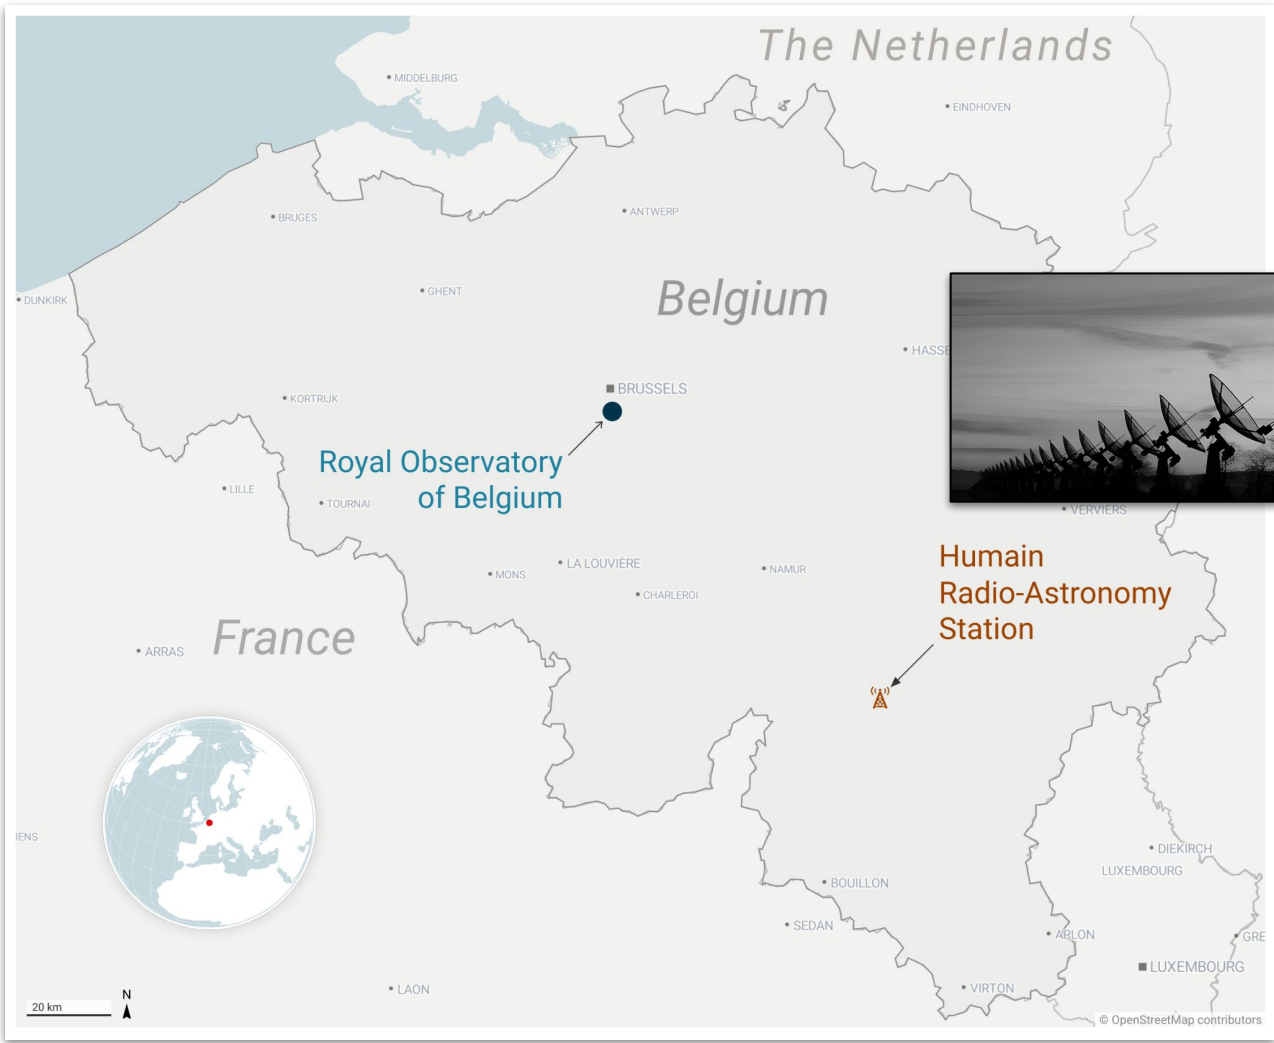 The Netherlands
MIDDELBURG
EINDHOVEN
BRUGES
ANTWERP
GHENT
Belgium
DUNKIRK
HASSE
BRUSSELS
KORTRIJK
Royal Observatory
of Belgium
LILLE
TOURNAI
VERVIERS
LA LOUVIÈRE
MONS
NAMUR
CHARLEROI
Humain
Radio-Astronomy
Station
France
ARRAS
IENS
DIEKIRCH
LUXEMBOURG
BOUILLON
SEDAN
ARLON
GRE
LUXEMBOURG
LAON
VIRTON
20 km
N
© OpenStreetMap contributors